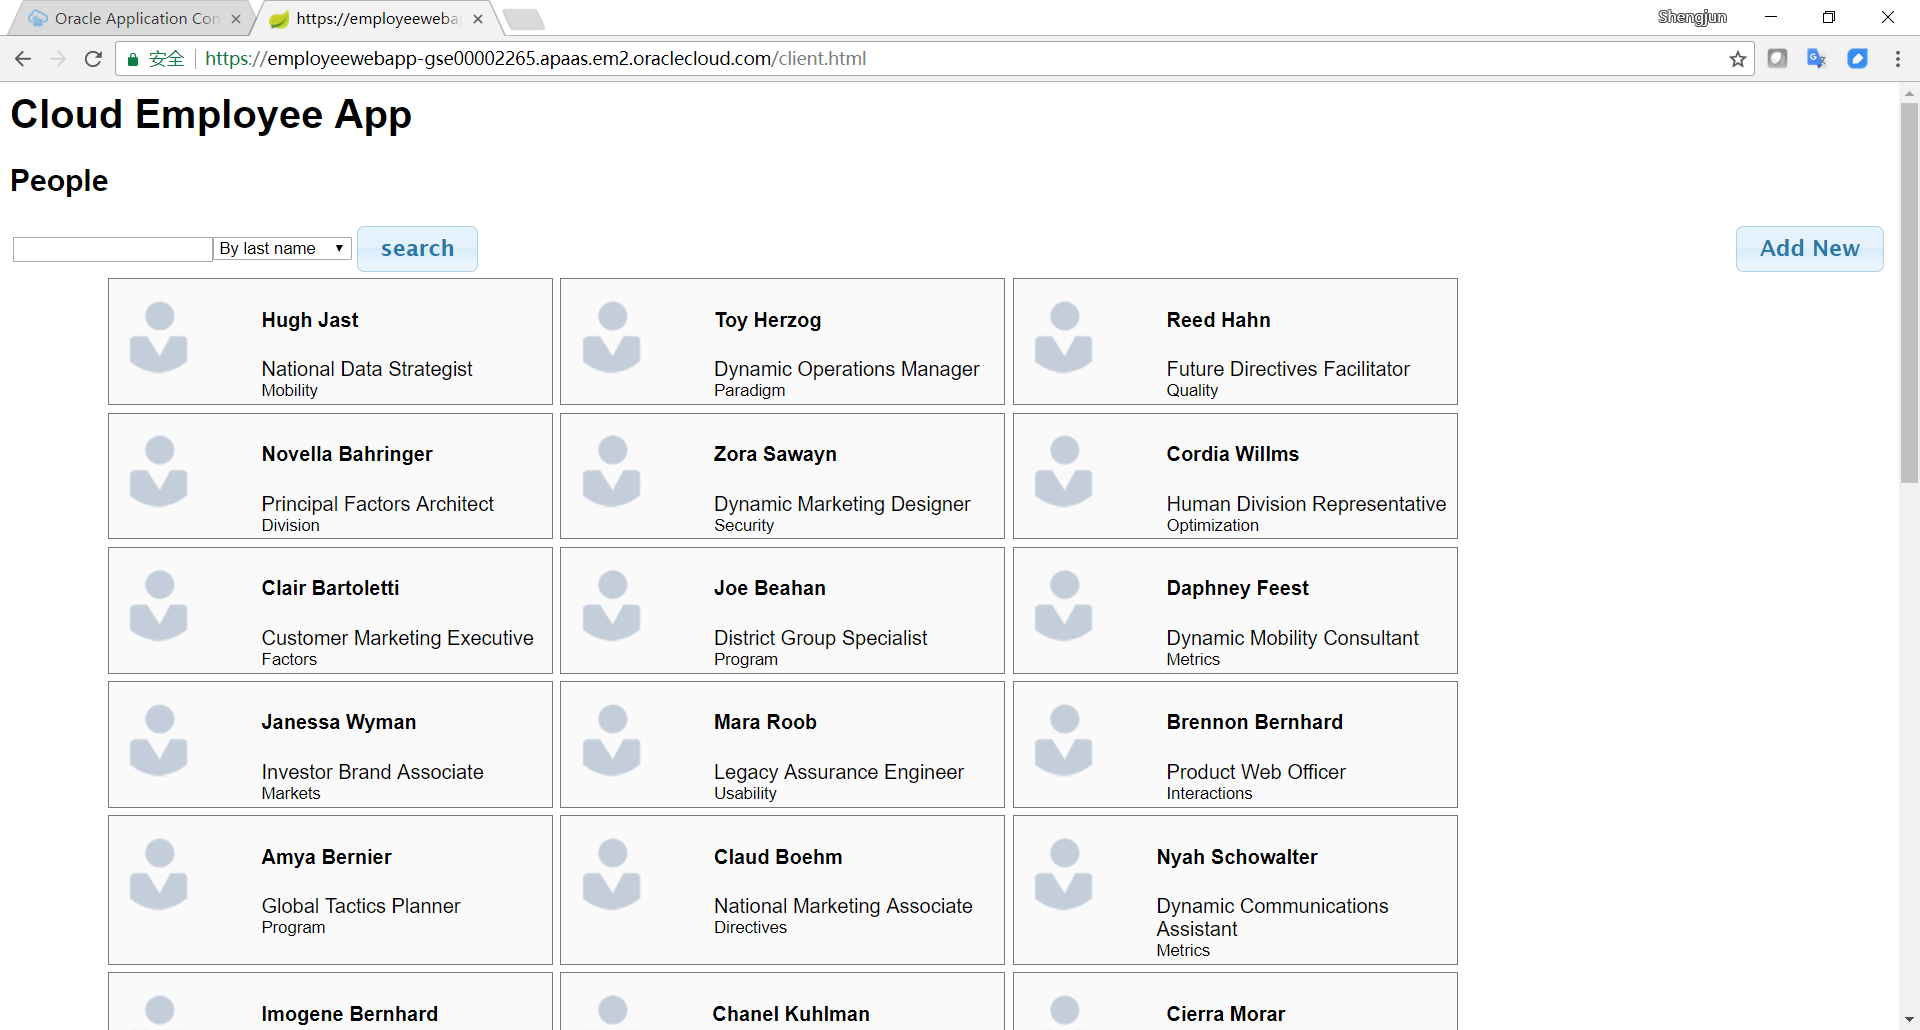 Oracle Application Con
https://employeeweba
Shengjun
安全
https://employeewebapp-gse00002265.apaas.em2.oraclecloud.com/client.html
Cloud Employee App
People
By last name
search
Add New
Hugh Jast
National Data Strategist
Mobility
Toy Herzog
Dynamic Operations Manager
Paradigm
Reed Hahn
Future Directives Facilitator
Quality
Novella Bahringer
Principal Factors Architect
Division
Zora Sawayn
Dynamic Marketing Designer
Security
Cordia Willms
Human Division Representative
Optimization
Clair Bartoletti
Customer Marketing Executive
Factors
Joe Beahan
District Group Specialist
Program
Daphney Feest
Dynamic Mobility Consultant
Metrics
Janessa Wyman
Investor Brand Associate
Markets
Mara Roob
Legacy Assurance Engineer
Usability
Brennon Bernhard
Product Web Officer
Interactions
Amya Bernier
Global Tactics Planner
Program
Claud Boehm
National Marketing Associate
Directives
Nyah Schowalter
Dynamic Communications
Assistant
Metrics
Imogene Bernhard
Chanel Kuhlman
Cierra Morar